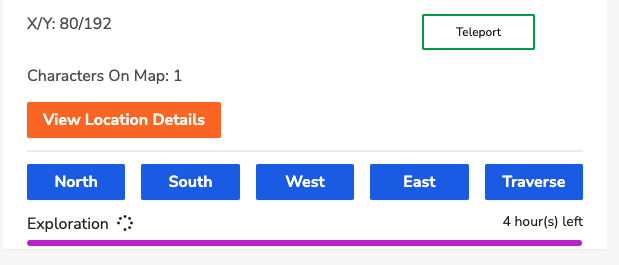 X/Y: 80/192
Teleport
Characters On Map: 1
View Location Details
North South West East Traverse
Exploration 4 hour(s) left